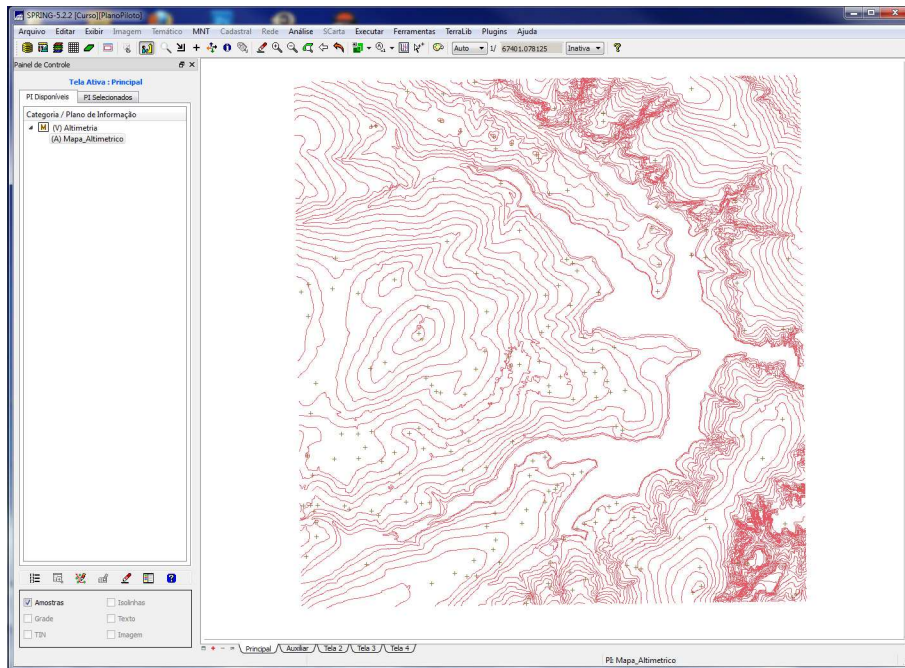 SPRING-5.2.2 [Curso][PlanoPiloto]
Arquivo Editar Exibir Imagem Temático MNT Cadastral Rede Análise SCarta Executar Ferramentas TerraLib Plugins Ajuda
Auto 1/ 67401.078125 Inativa
Painel de Controle
Tela Ativa : Principal
PI Disponíveis PI Selecionados
Categoria / Plano de Informação
M (V) Altimetria
(A) Mapa_Altimetrico
Amostras Isolinhas
Grade Texto
TIN Imagem
Principal Auxiliar Tela 2 Tela 3 Tela 4
PI: Mapa_Altimetrico